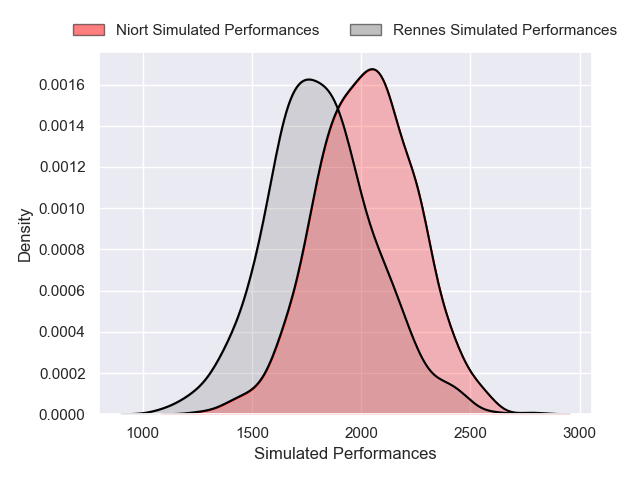 Niort Simulated Performances Rennes Simulated Performances
0.0016
0.0014
0.0012
0.0010
0.0008
0.0006
0.0004
0.0002
0.0000
Density
1000 1500 2000 2500 3000
Simulated Performances